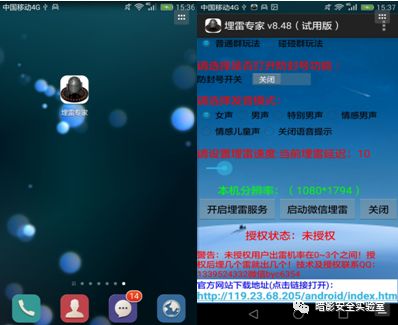 中国移动4G 15:36
埋雷专家
14
中国移动4G 15:37
埋雷专家 v8.48（试用版）
普通群玩法 碰碰群玩法
请选择是否打开防封号功能：
防封号开关 关闭
请选择发音模式：
女声 男声 特别男声 情感男声
情感儿童声 关闭语音提示
请设置埋雷速度:当前埋雷延迟：10
本机分辨率：（1080*1794）
开启埋雷服务 启动微信埋雷 关闭
授权状态：未授权
警告：未授权用户出雷机率在0~3个之间！授
权后埋几个雷就出几个！技术及授权联系QQ：
1339524332微信byc6354
官方网站下载地址(点击链接打开)：
http://119.23.68.205/android/index.htm
暗影安全实验室